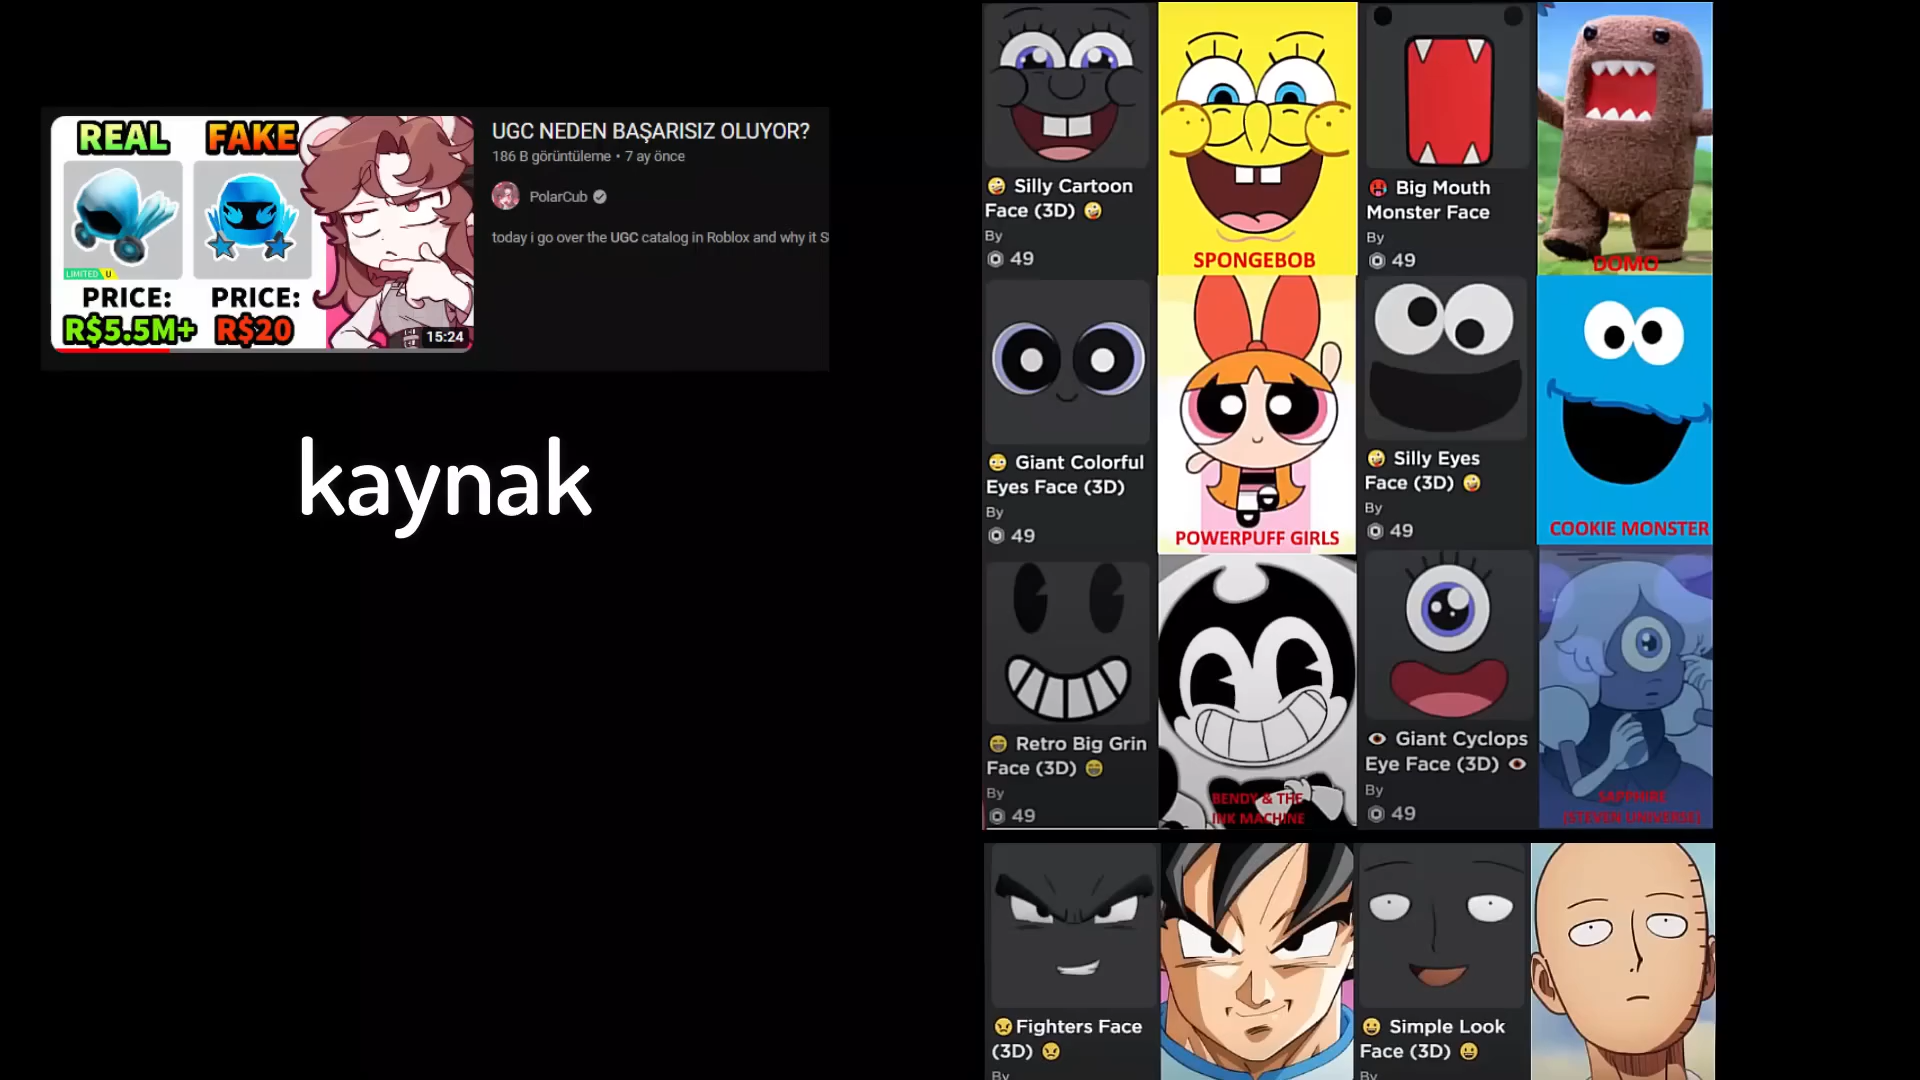 REAL FAKE
LIMITED U
PRICE: PRICE:
R$5.5M+ R$20
15:24
UGC NEDEN BAŞARISIZ OLUYOR?
186 B görüntüleme • 7 ay önce
PolarCub
today i go over the UGC catalog in Roblox and why it S
kaynak
🤪 Silly Cartoon
Face (3D) 🤪
By
49
SPONGEBOB
Big Mouth
Monster Face
By
49
DOMO
😳 Giant Colorful
Eyes Face (3D)
By
49
POWERPUFF GIRLS
🤪 Silly Eyes
Face (3D) 🤪
By
49
COOKIE MONSTER
😁 Retro Big Grin
Face (3D) 😁
By
49
BENDY & THE
INK MACHINE
👁 Giant Cyclops
Eye Face (3D) 👁
By
49
SAPPHIRE
(STEVEN UNIVERSE)
😠Fighters Face
(3D) 😠
By
😀 Simple Look
Face (3D) 😀
By